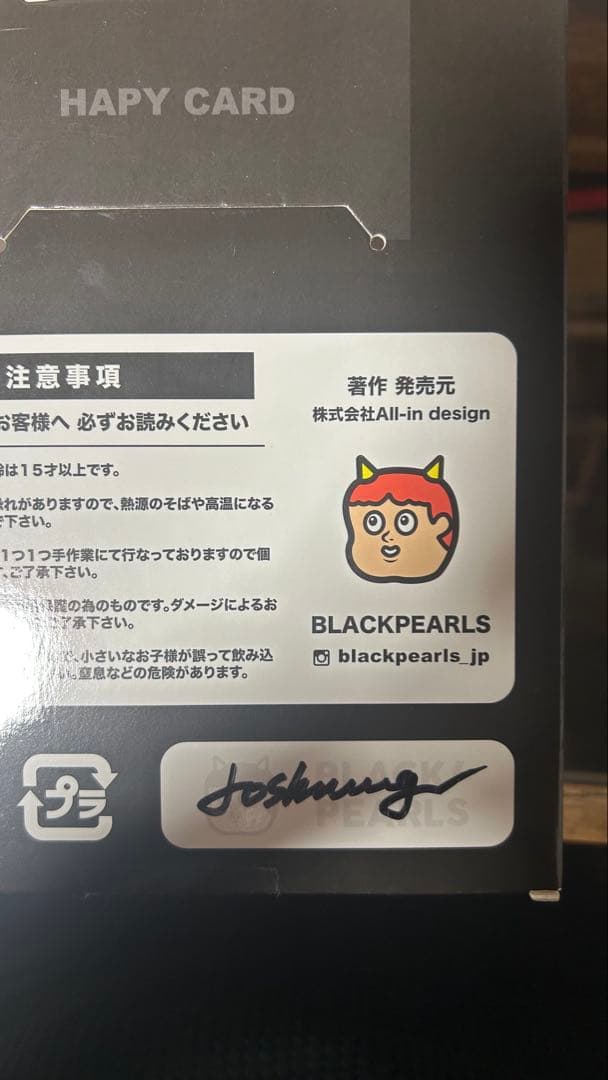 HAPY CARD
注意事項
お客様へ 必ずお読みください
齢は15才以上です。
恐れがありますので、熱源のそばや高温になる
で下さい。
1つ1つ手作業にて行なっておりますので個
、ご了承下さい。
の為のものです。ダメージによるお
了承下さい。
、小さいなお子様が誤って飲み込
窒息などの危険があります。
著作 発売元
株式会社All-in design
BLACKPEARLS
blackpearls_jp
プラ
BLACK
PEARLS